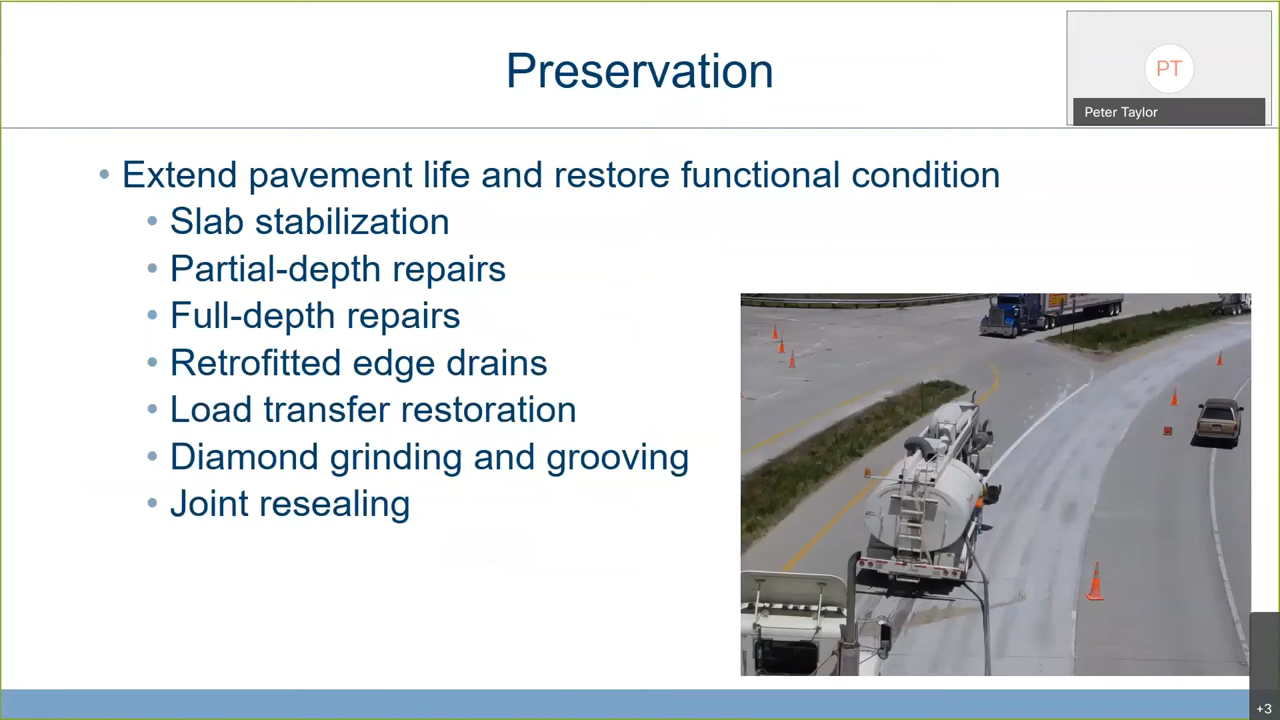 Preservation
PT
Peter Taylor
• Extend pavement life and restore functional condition
• Slab stabilization
• Partial-depth repairs
• Full-depth repairs
• Retrofitted edge drains
• Load transfer restoration
• Diamond grinding and grooving
• Joint resealing
+3